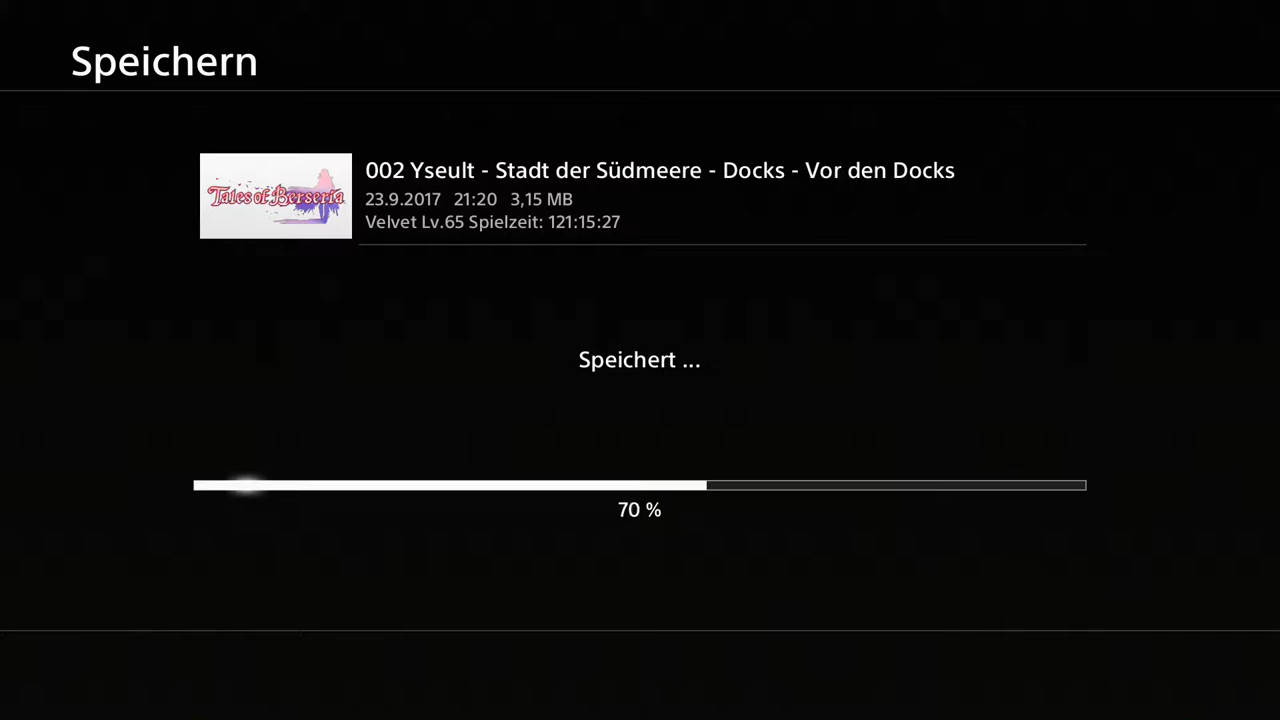 Speichern
Tales of Berseria
002 Yseult - Stadt der Südmeere - Docks - Vor den Docks
23.9.2017 21:20 3,15 MB
Velvet Lv.65 Spielzeit: 121:15:27
Speichert ...
70 %